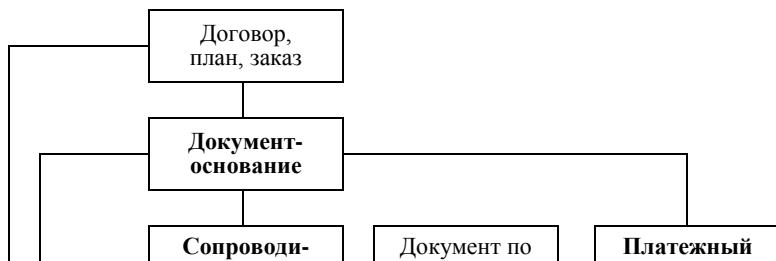 Договор,
план, заказ
Документ-
основание
Сопроводи-
Документ по
Платежный